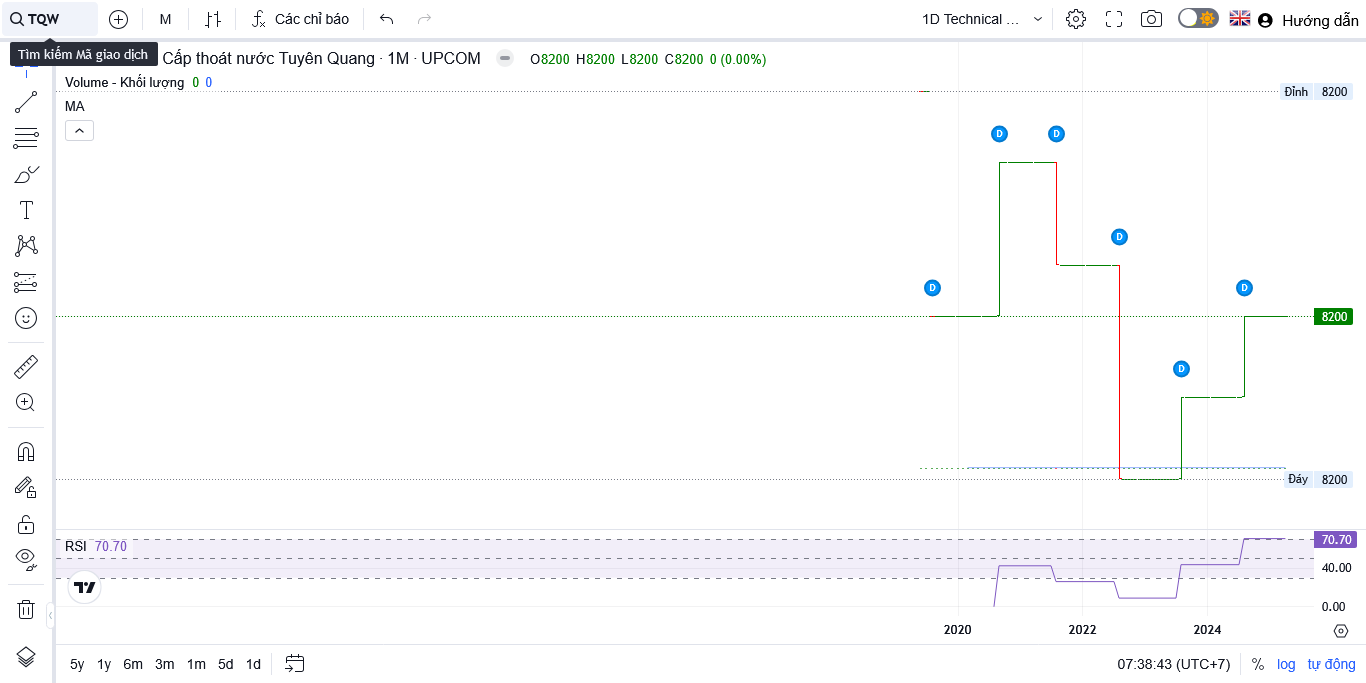 TQW
M
Các chỉ báo
1D Technical ...
Hướng dẫn
Tìm kiếm Mã giao dịch
Cấp thoát nước Tuyên Quang · 1M · UPCOM
O8200 H8200 L8200 C8200 0 (0.00%)
Volume - Khối lượng 0 0
MA
Đỉnh 8200
D
D
D
D
D
D
8200
Đáy 8200
RSI 70.70
70.70
40.00
0.00
2020 2022 2024
5y 1y 6m 3m 1m 5d 1d
07:38:43 (UTC+7)
% log tự động